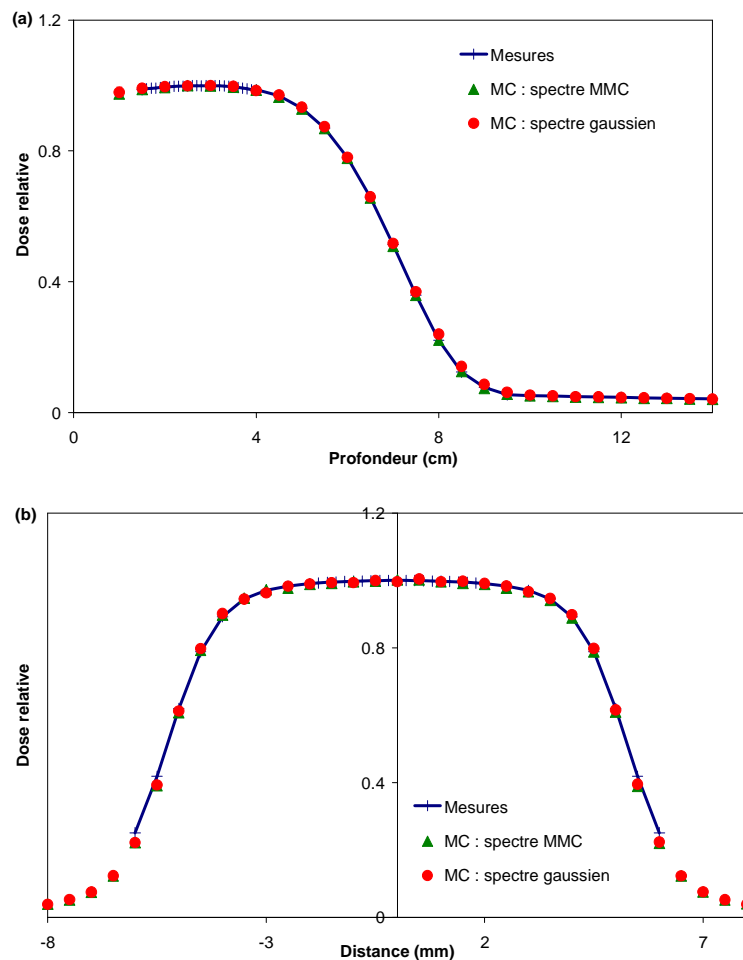 (a)
1.2
0.8
0.4
0
Dose relative
Mesures
MC : spectre MMC
MC : spectre gaussien
0 4 8 12
Profondeur (cm)
(b)
1.2
0.8
0.4
0
Dose relative
Mesures
MC : spectre MMC
MC : spectre gaussien
-8 -3 2 7
Distance (mm)